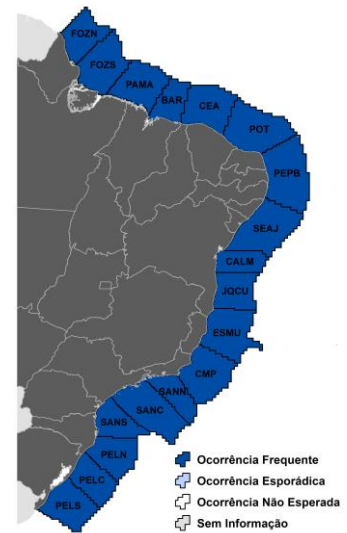 FOZN
FOZS
PAMA
BAR
CEA
POT
PEPB
SEAJ
CALM
JQCU
ESMU
CMP
SANN
SANC
SANS
PELN
PELC
PELS
Ocorrência Frequente
Ocorrência Esporádica
Ocorrência Não Esperada
Sem Informação